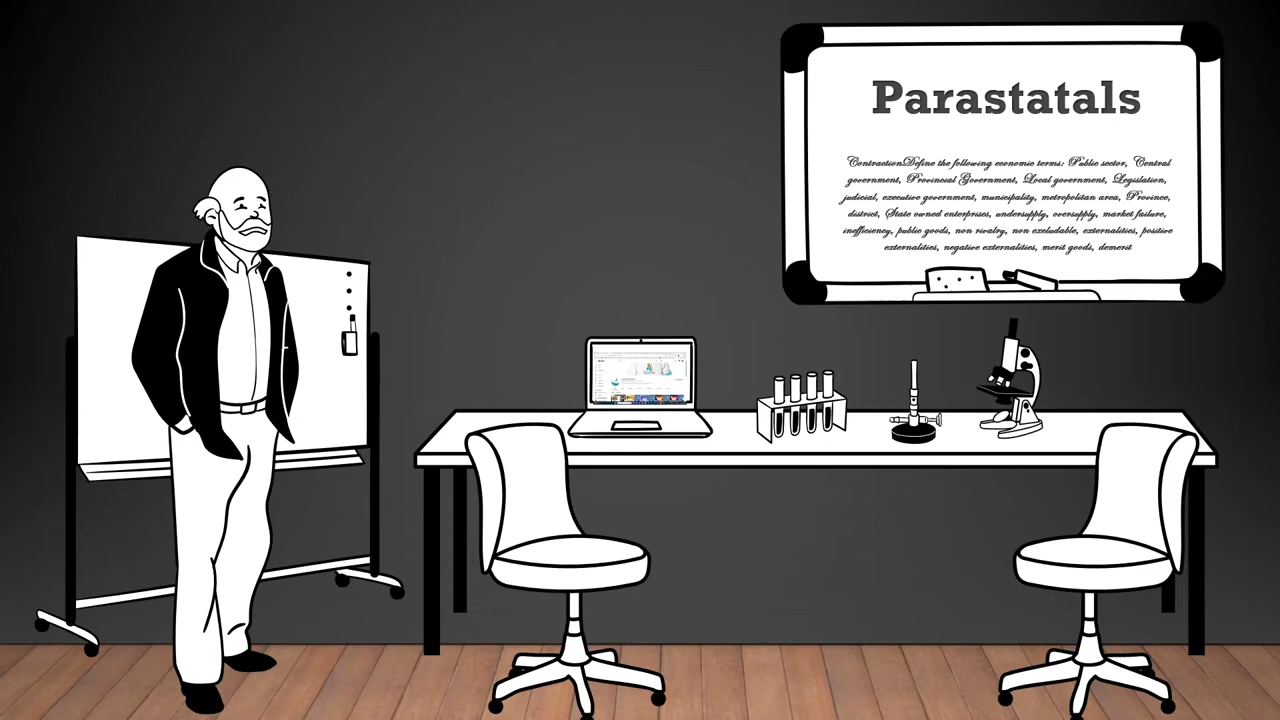 Parastatals
ContractionDefine the following economic terms: Public sector, Central
government, Provincial Government, Local government, Legislation,
judicial, executive government, municipality, metropolitan area, Province,
district, State owned enterprises, undersupply, oversupply, market failure,
inefficiency, public goods, non rivalry, non excludable, externalities, positive
externalities, negative externalities, merit goods, demerit